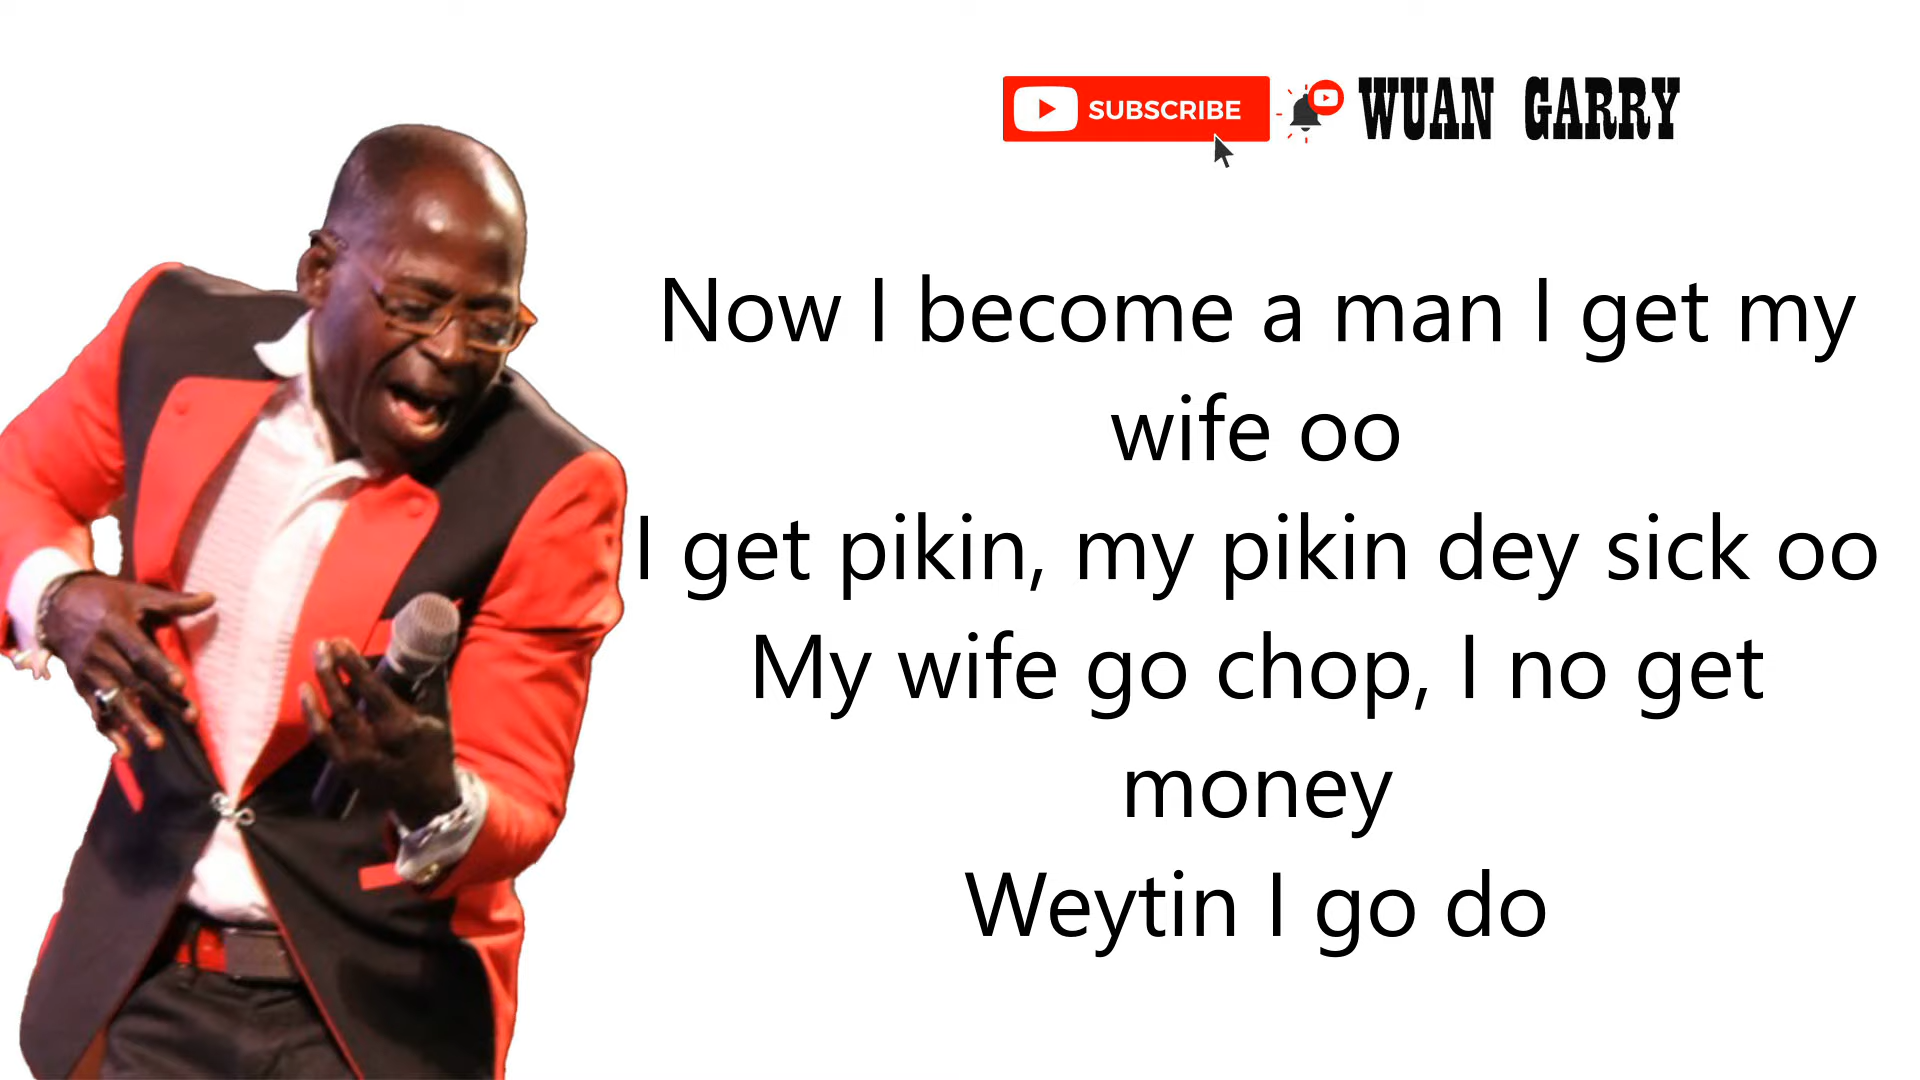 SUBSCRIBE WUAN GARRY
Now I become a man I get my
wife oo
I get pikin, my pikin dey sick oo
My wife go chop, I no get
money
Weytin I go do